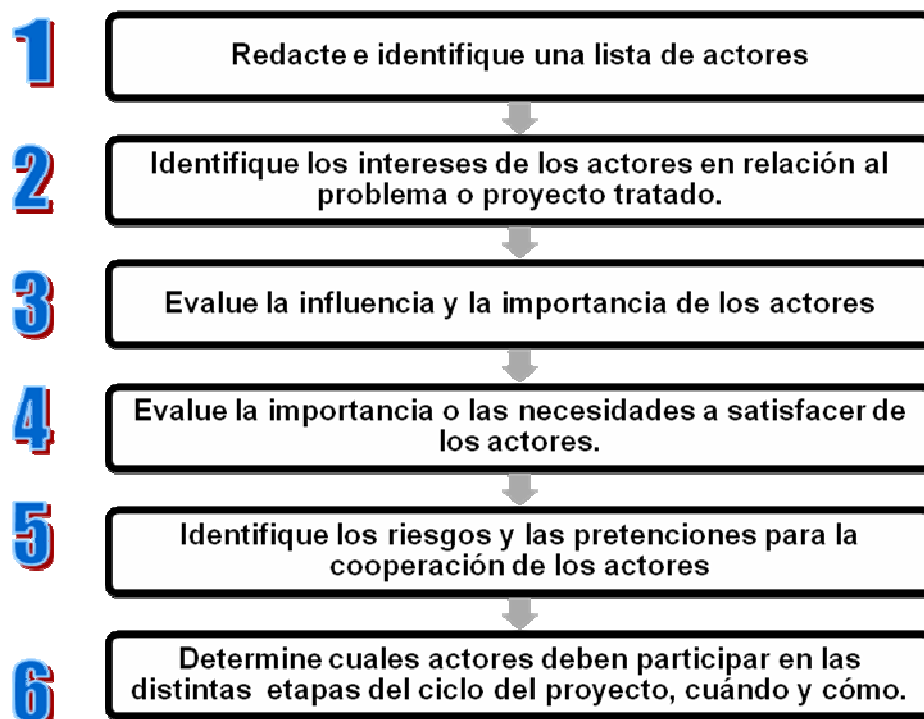 1
Redacte e identifique una lista de actores
2
Identifique los intereses de los actores en relación al
problema o proyecto tratado.
3
Evalue la influencia y la importancia de los actores
4
Evalue la importancia o las necesidades a satisfacer de
los actores.
5
Identifique los riesgos y las pretenciones para la
cooperación de los actores
6
Determine cuales actores deben participar en las
distintas etapas del ciclo del proyecto, cuándo y cómo.